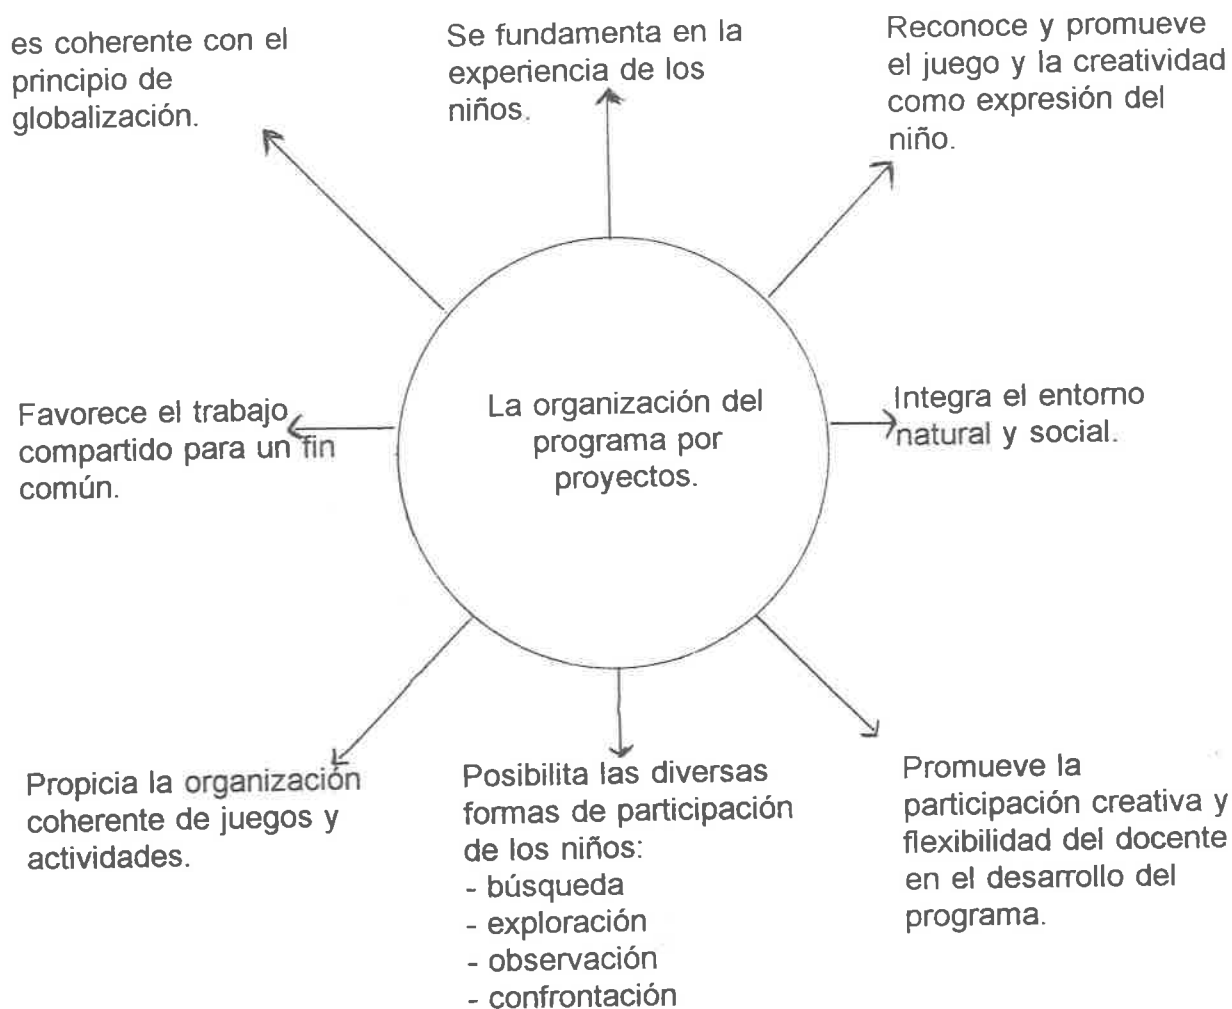 es coherente con el
principio de
globalización.
Se fundamenta en la
experiencia de los
niños.
Reconoce y promueve
el juego y la creatividad
como expresión del
niño.
Favorece el trabajo
compartido para un fin
común.
La organización del
programa por
proyectos.
Integra el entorno
natural y social.
Propicia la organización
coherente de juegos y
actividades.
Posibilita las diversas
formas de participación
de los niños:
- búsqueda
- exploración
- observación
- confrontación
Promueve la
participación creativa y
flexibilidad del docente
en el desarrollo del
programa.